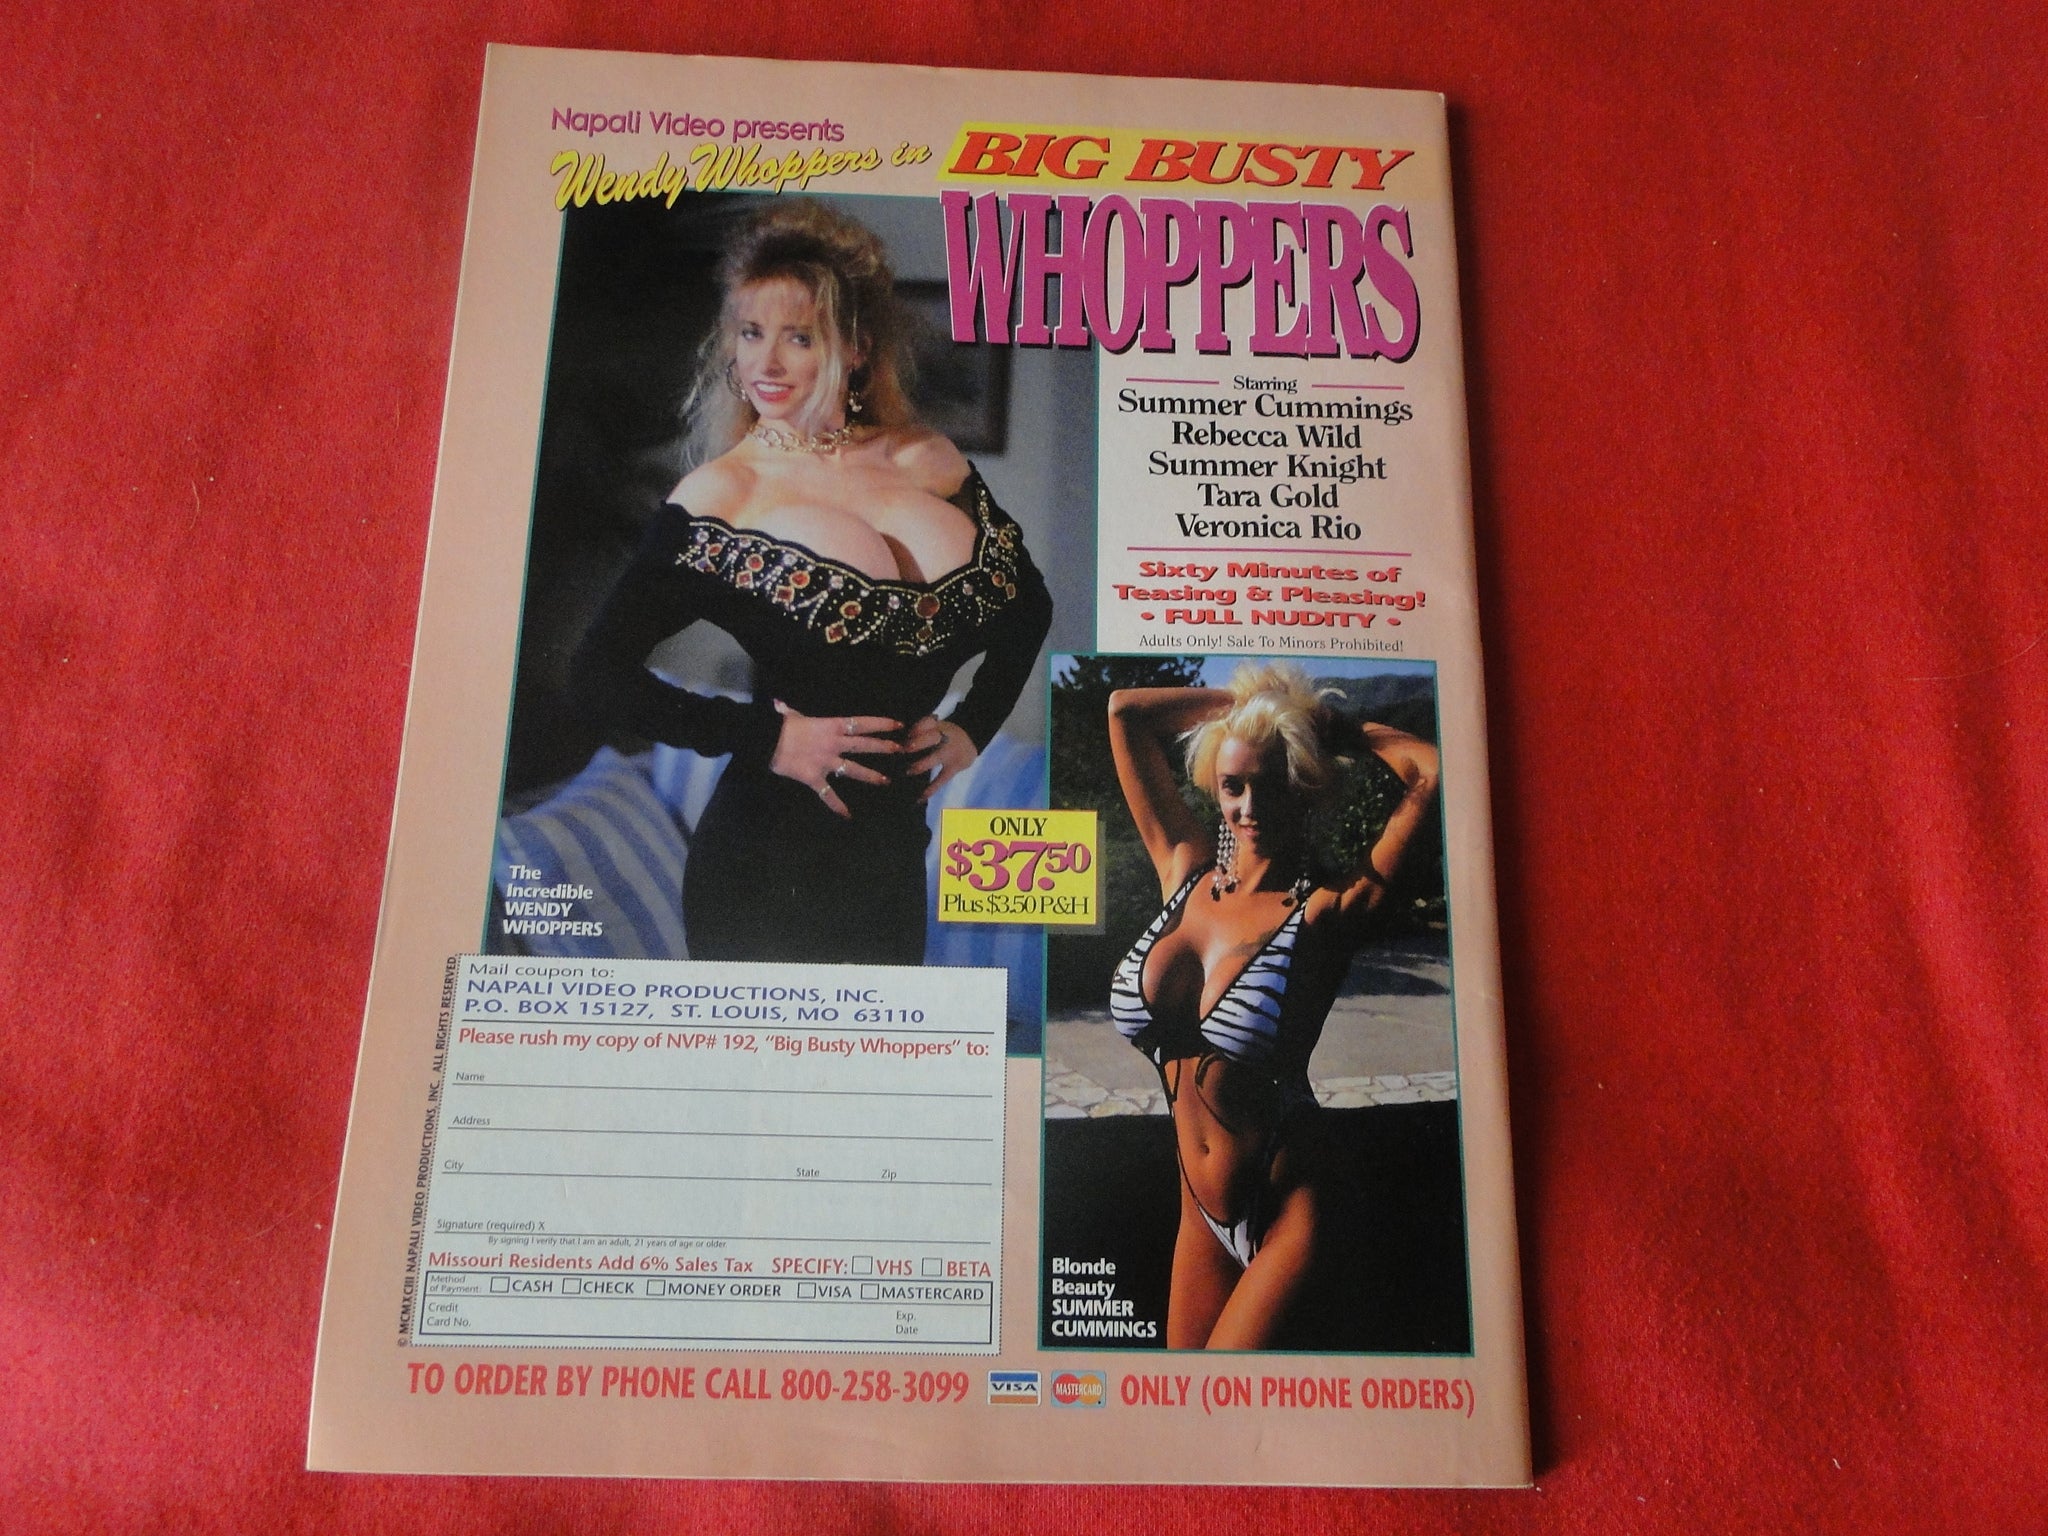 Napali Video presents
Wendy Whoppers in BIG BUSTY
WHOPPERS
Starring
Summer Cummings
Rebecca Wild
Summer Knight
Tara Gold
Veronica Rio
Sixty Minutes of
Teasing & Pleasing!
• FULL NUDITY •
Adults Only! Sale To Minors Prohibited!
ONLY
$37.50
Plus $3.50 P&H
The
Incredible
WENDY
WHOPPERS
Mail coupon to:
NAPALI VIDEO PRODUCTIONS, INC.
P.O. BOX 15127, ST. LOUIS, MO 63110
Please rush my copy of NVP# 192, "Big Busty Whoppers" to:
Name
Address
City State Zip
Signature (required) X
By signing I verify that I am an adult, 21 years of age or older.
Missouri Residents Add 6% Sales Tax SPECIFY: VHS BETA
Method
of Payment: CASH CHECK MONEY ORDER VISA MASTERCARD
Credit Exp.
Card No. Date
© MCMXCIII NAPALI VIDEO PRODUCTIONS, INC. ALL RIGHTS RESERVED.
Blonde
Beauty
SUMMER
CUMMINGS
TO ORDER BY PHONE CALL 800-258-3099 VISA MASTERCARD ONLY (ON PHONE ORDERS)